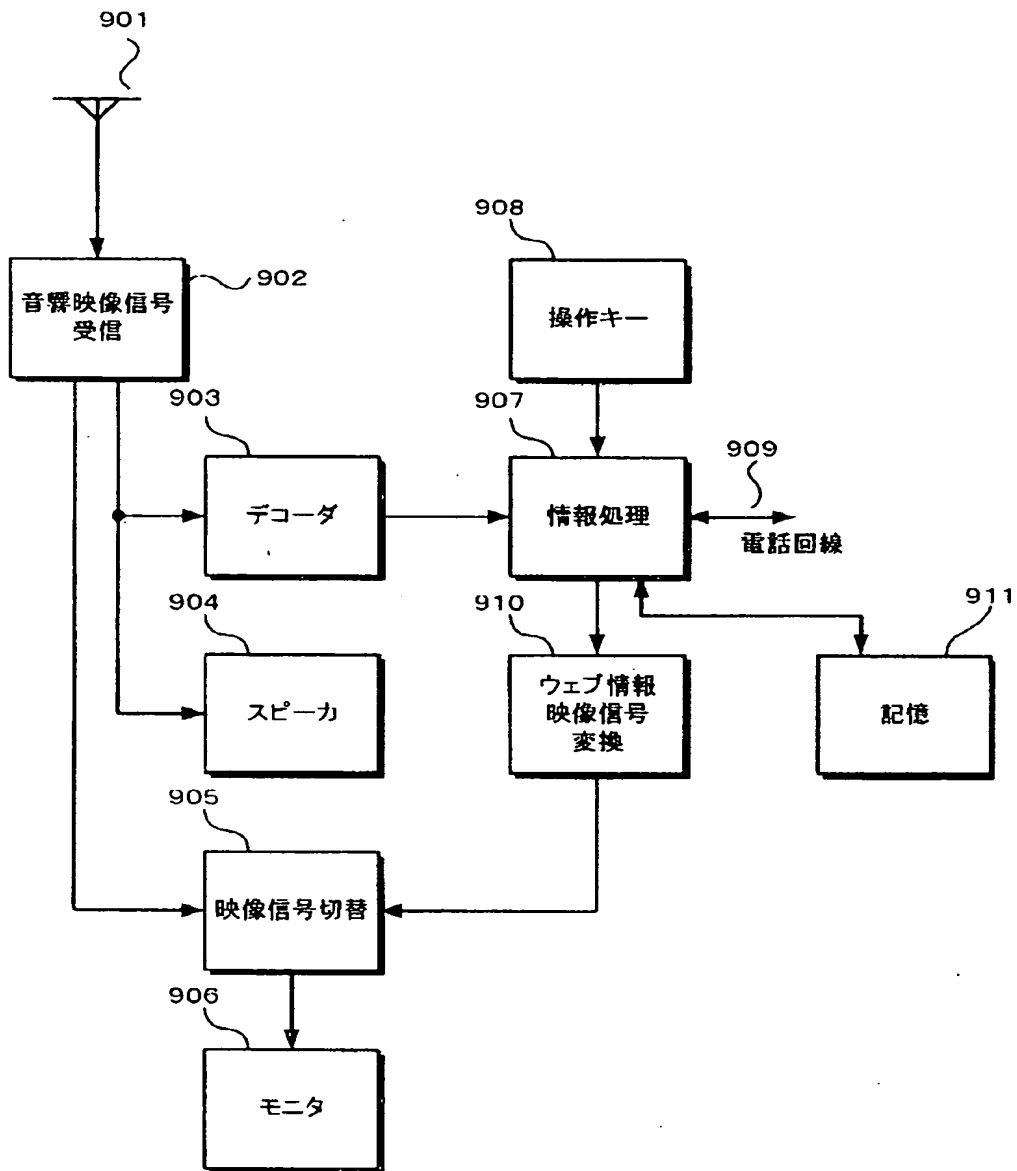 901
908
902
音響映像信号
受信
操作キー
903
907
909
デコーダ
情報処理
電話回線
904
910
911
スピーカ
ウェブ情報
映像信号
変換
記憶
905
映像信号切替
906
モニタ